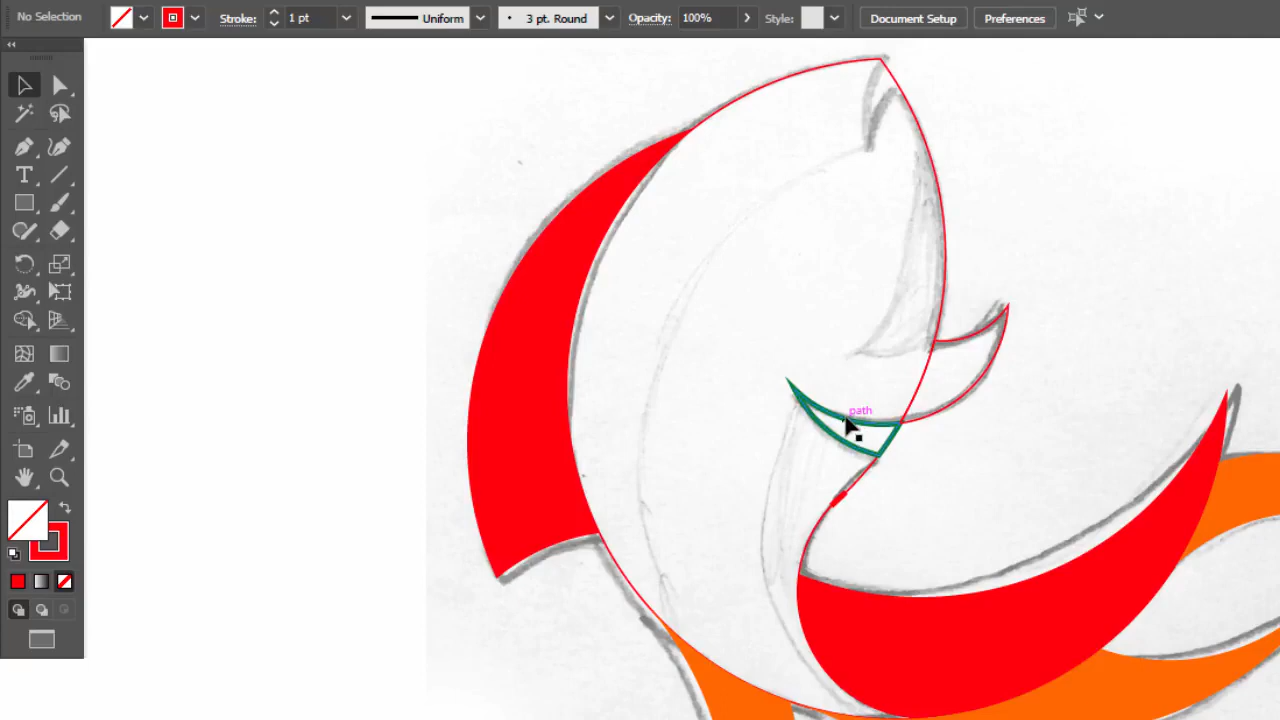 No Selection Stroke: 1 pt Uniform 3 pt. Round Opacity: 100% Style: Document Setup Preferences
path